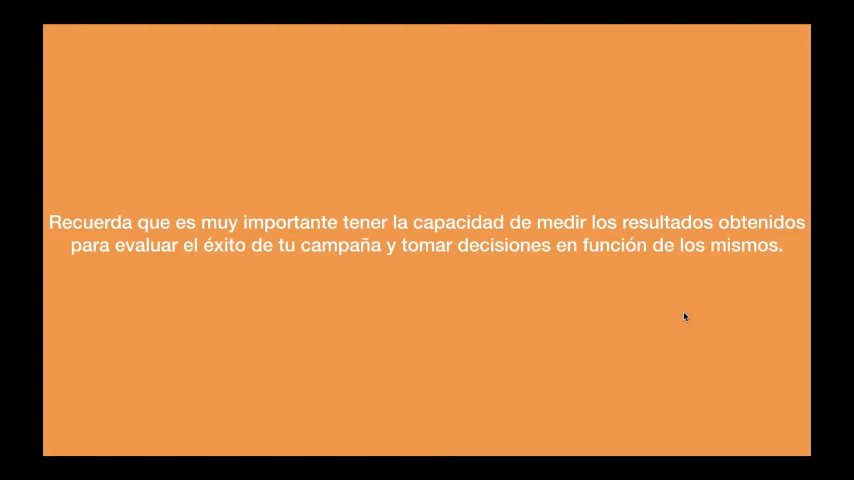 Recuerda que es muy importante tener la capacidad de medir los resultados obtenidos
para evaluar el éxito de tu campaña y tomar decisiones en función de los mismos.